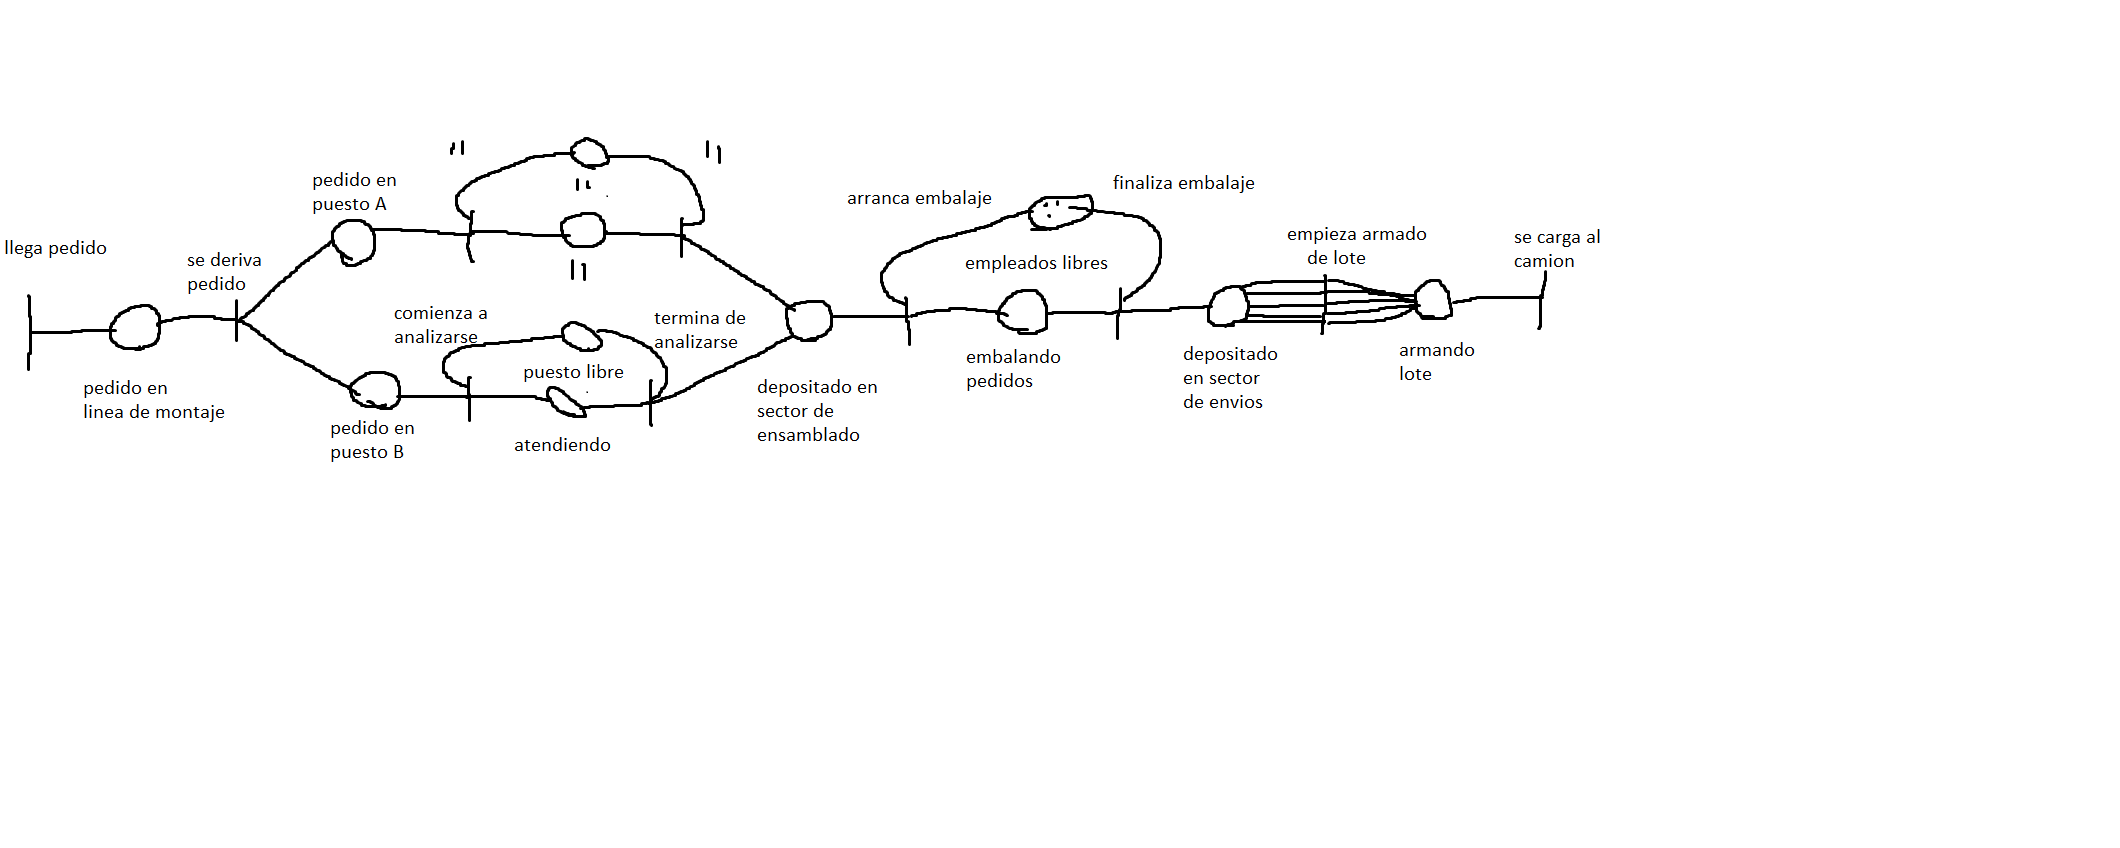 llega pedido
pedido en
linea de montaje
se deriva
pedido
pedido en
puesto A
pedido en
puesto B
"
"
"
"
comienza a
analizarse
puesto libre
atendiendo
termina de
analizarse
depositado en
sector de
ensamblado
arranca embalaje
empleados libres
embalando
pedidos
finaliza embalaje
depositado
en sector
de envios
empieza armado
de lote
armando
lote
se carga al
camion